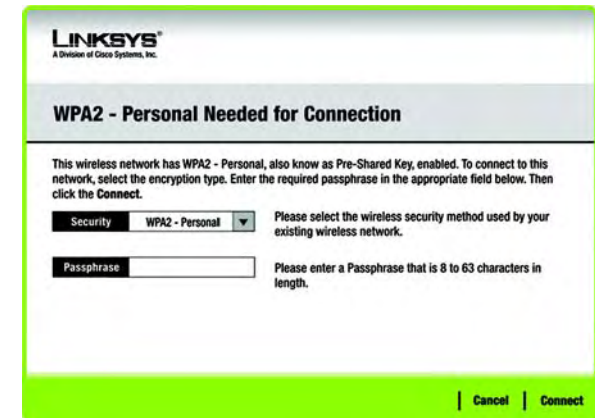 LINKSYS®
A Division of Cisco Systems, Inc.
WPA2 - Personal Needed for Connection
This wireless network has WPA2 - Personal, also know as Pre-Shared Key, enabled. To connect to this
network, select the encryption type. Enter the required passphrase in the appropriate field below. Then
click the Connect.
Security WPA2 - Personal
Please select the wireless security method used by your
existing wireless network.
Passphrase
Please enter a Passphrase that is 8 to 63 characters in
length.
Cancel Connect